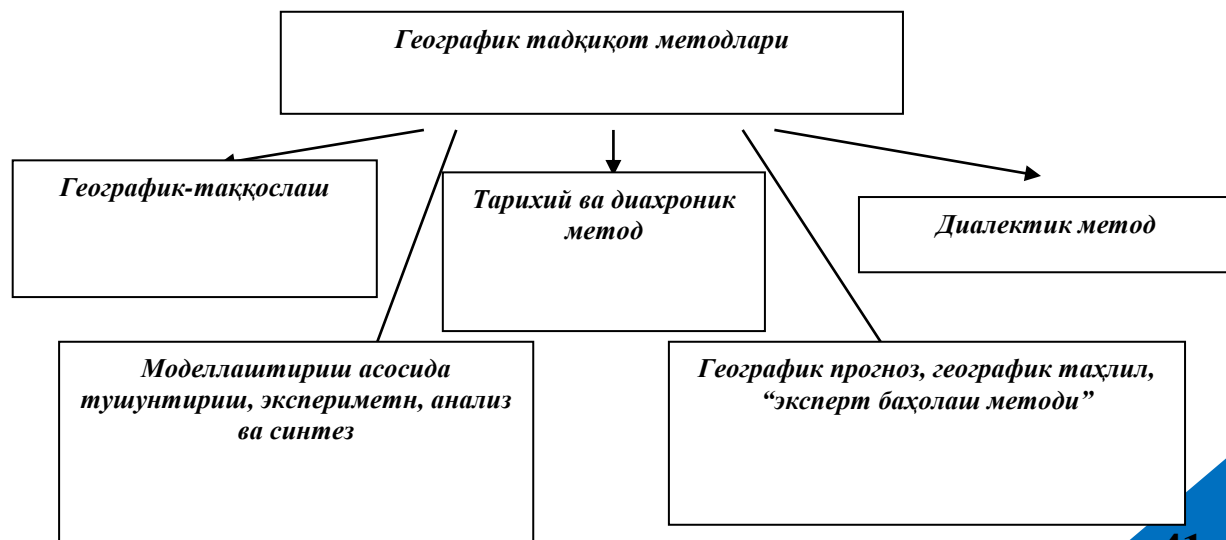 Географик тадқиқот методлари
Географик-таққослаш
Тарихий ва диахроник
метод
Диалектик метод
Моделлаштириш асосида
тушунтириш, эксперимeтн, анализ
ва синтез
Географик прогноз, географик таҳлил,
“эксперт баҳолаш методи”
41